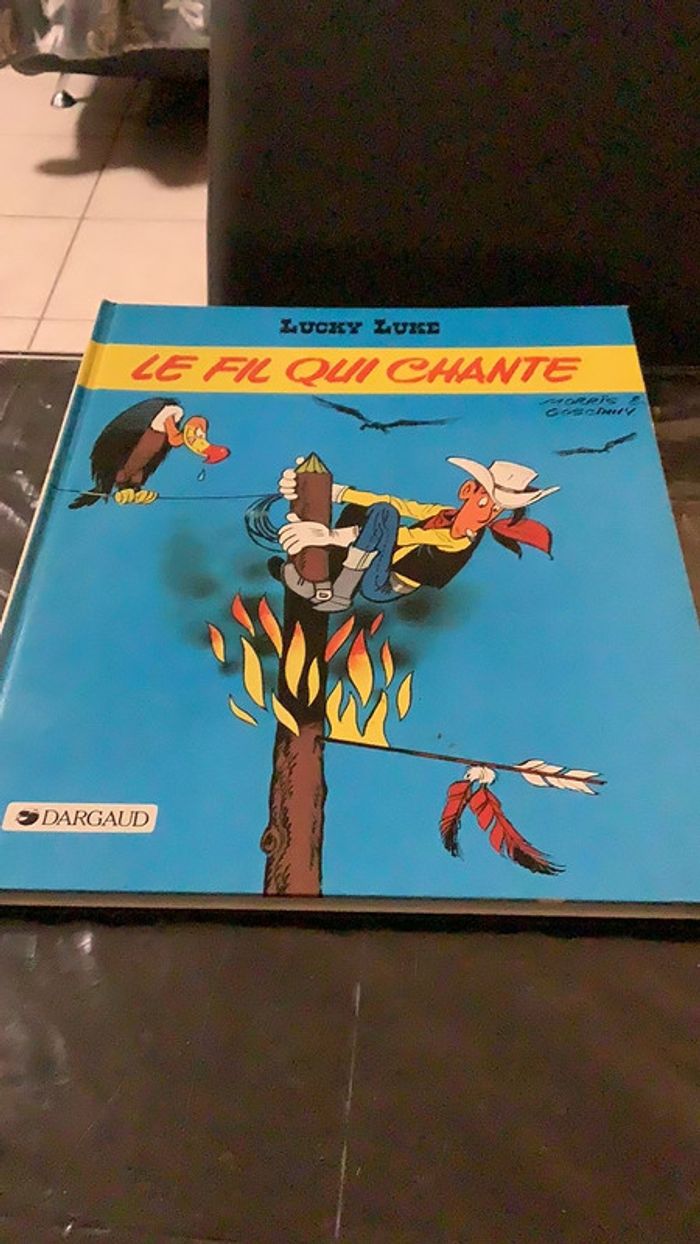 LUCKY LUKE
LE FIL QUI CHANTE
MORRIS &
GOSCINNY
DARGAUD